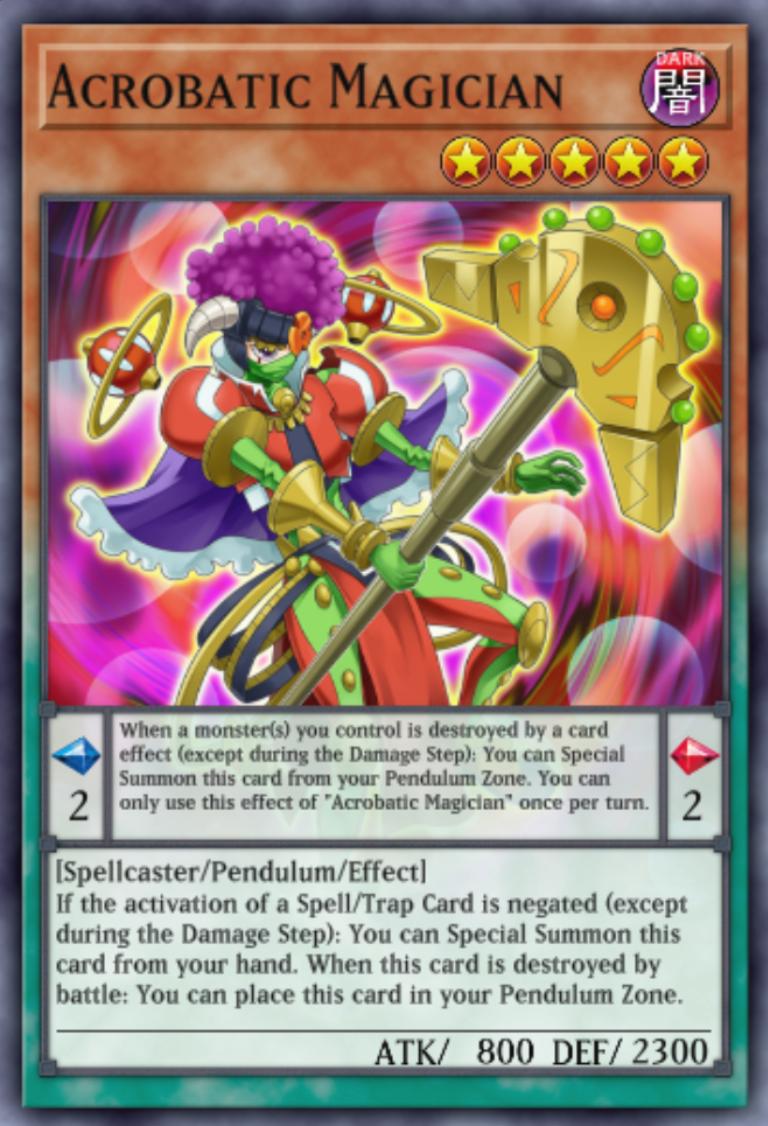 ACROBATIC MAGICIAN
DARK
闇
When a monster(s) you control is destroyed by a card
effect (except during the Damage Step): You can Special
Summon this card from your Pendulum Zone. You can
only use this effect of "Acrobatic Magician" once per turn.
2
2
[Spellcaster/Pendulum/Effect]
If the activation of a Spell/Trap Card is negated (except
during the Damage Step): You can Special Summon this
card from your hand. When this card is destroyed by
battle: You can place this card in your Pendulum Zone.
ATK/ 800 DEF/ 2300